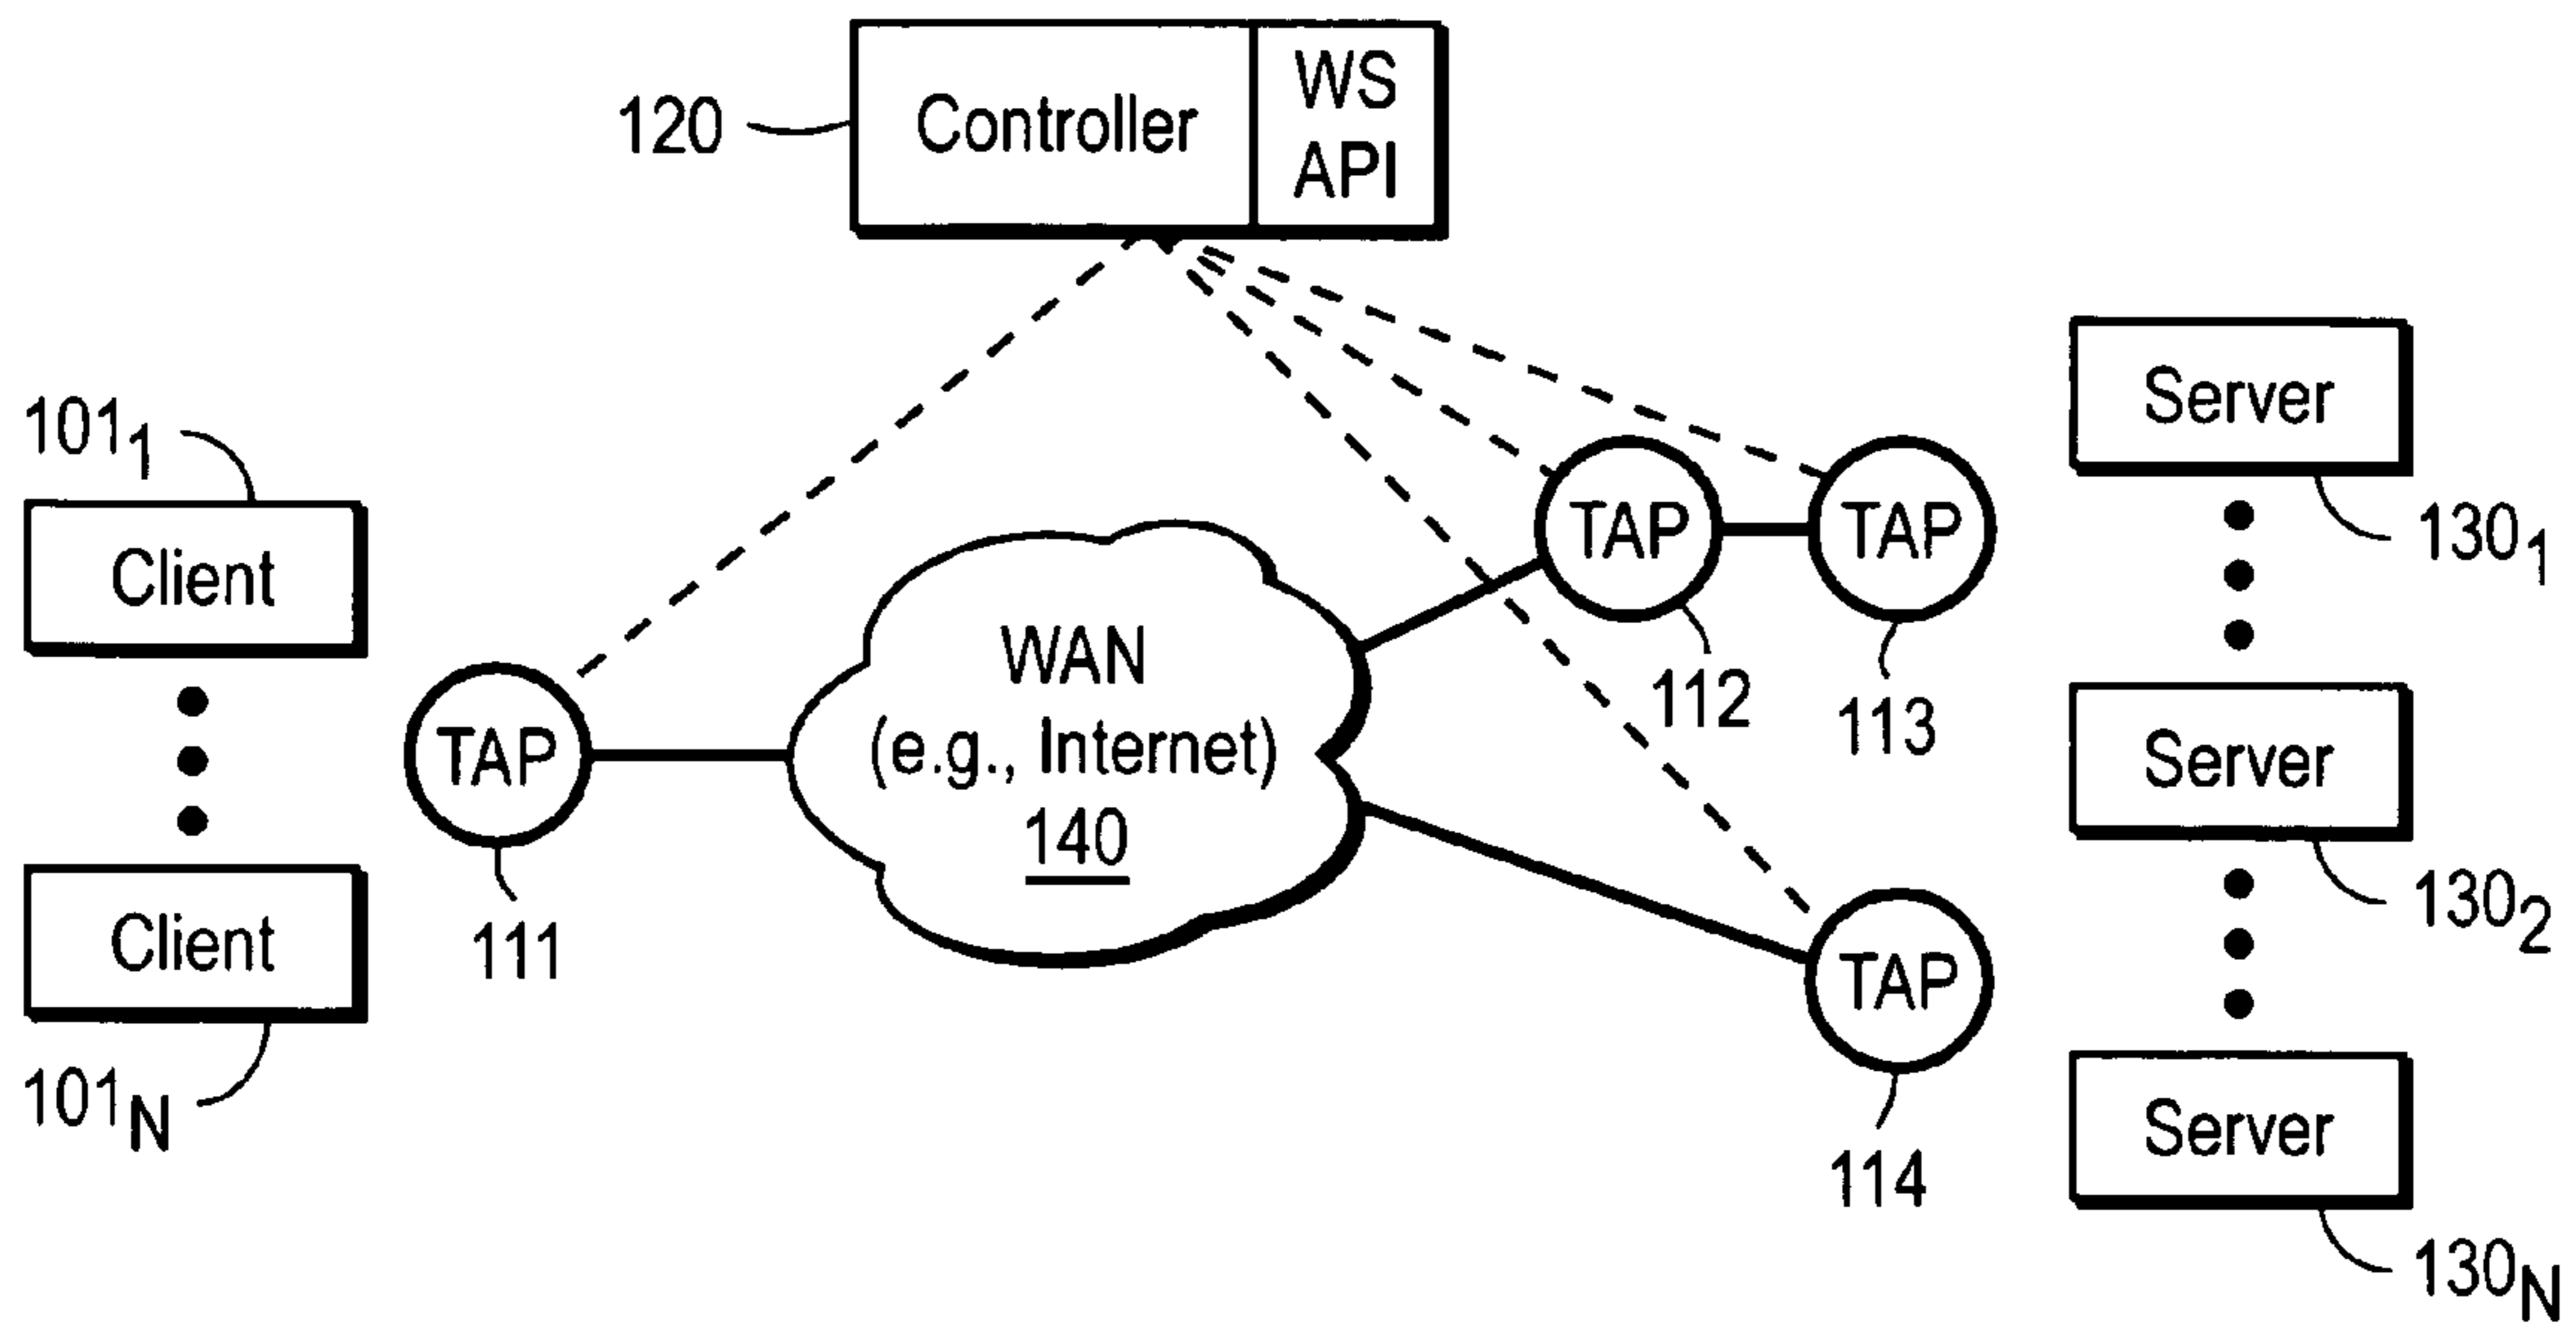 120
Controller
WS
API
101₁
Client
Client
101N
TAP
111
WAN
(e.g., Internet)
140
TAP
112
TAP
113
TAP
114
Server
130₁
Server
130₂
Server
130N